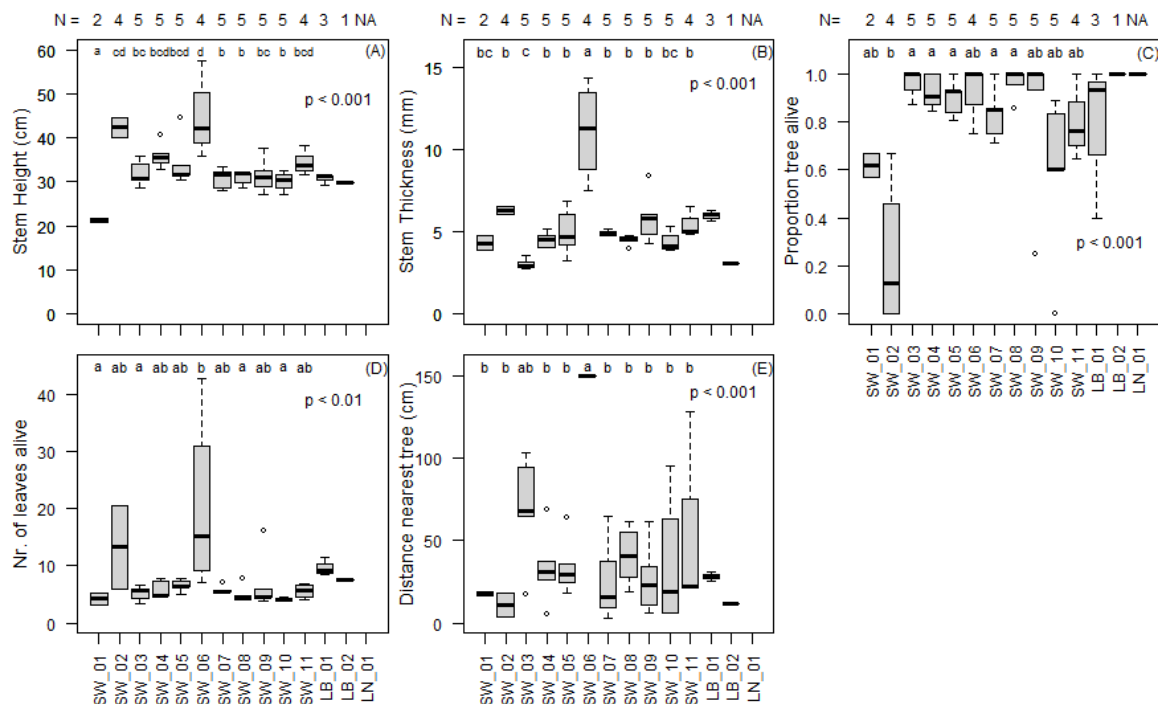 N = 2 4 5 5 5 4 5 5 5 5 4 3 1 NA
N= 2 4 5 5 5 4 5 5 5 5 4 3 1 NA
N= 2 4 5 5 5 4 5 5 5 5 4 3 1 NA
a cd bc bcd bcd d b b bc b bcd (A)
p < 0.001
Stem Height (cm)
60
50
40
30
20
10
0
bc b c b b a b b b bc b (B)
p < 0.001
Stem Thickness (mm)
15
10
5
0
ab b a a a ab a a ab ab ab (C)
p < 0.001
Proportion tree alive
1.0
0.8
0.6
0.4
0.2
0.0
SW_01 SW_02 SW_03 SW_04 SW_05 SW_06 SW_07 SW_08 SW_09 SW_10 SW_11 LB_01 LB_02 LN_01
a ab a ab ab b ab a ab a ab (D)
p < 0.01
Nr. of leaves alive
40
30
20
10
0
SW_01 SW_02 SW_03 SW_04 SW_05 SW_06 SW_07 SW_08 SW_09 SW_10 SW_11 LB_01 LB_02 LN_01
b b ab b b a b b b b b (E)
p < 0.001
Distance nearest tree (cm)
150
100
50
0
SW_01 SW_02 SW_03 SW_04 SW_05 SW_06 SW_07 SW_08 SW_09 SW_10 SW_11 LB_01 LB_02 LN_01